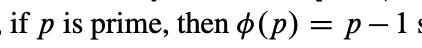 , if p is prime, then ϕ(p) = p − 1 s